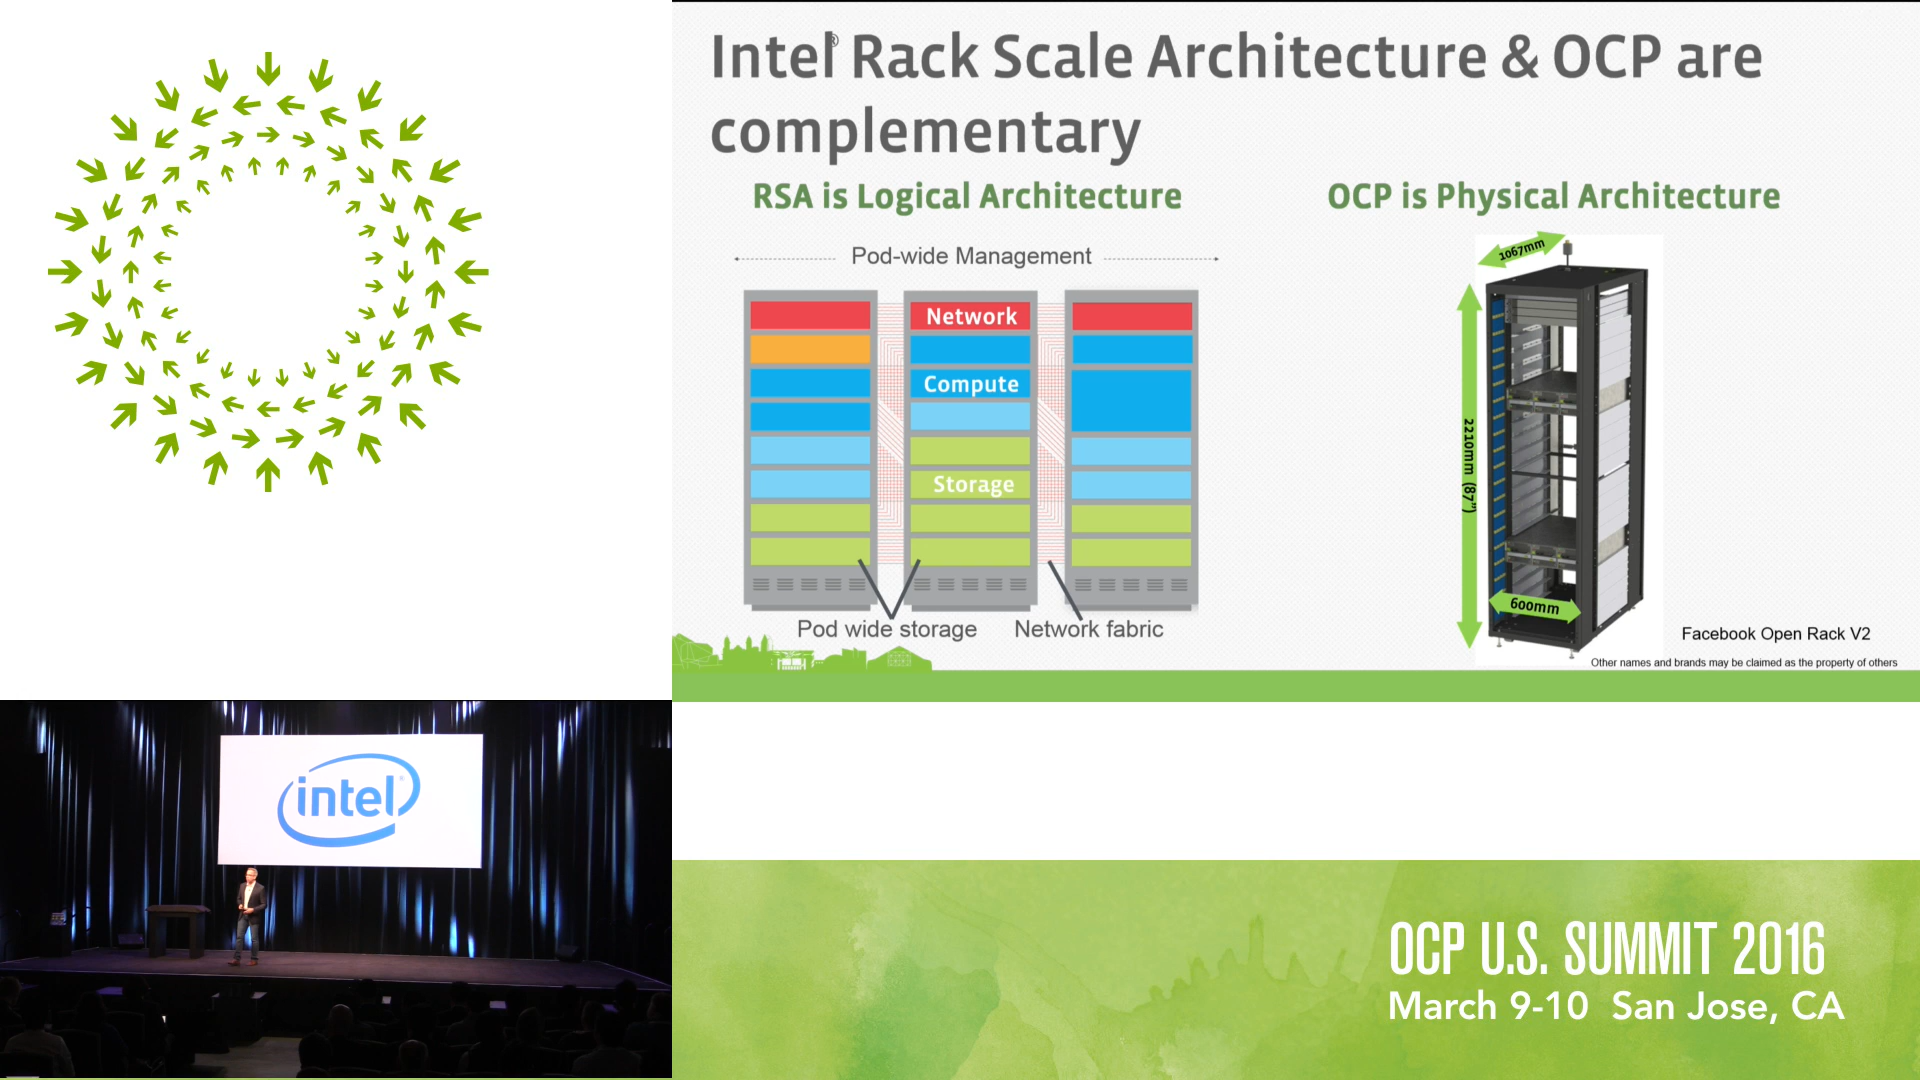 Intel® Rack Scale Architecture & OCP are
complementary
RSA is Logical Architecture
OCP is Physical Architecture
Pod-wide Management
Network
Compute
Storage
Pod wide storage
Network fabric
1067mm
2210mm (87")
600mm
Facebook Open Rack V2
Other names and brands may be claimed as the property of others
intel
OCP U.S. SUMMIT 2016
March 9-10 San Jose, CA